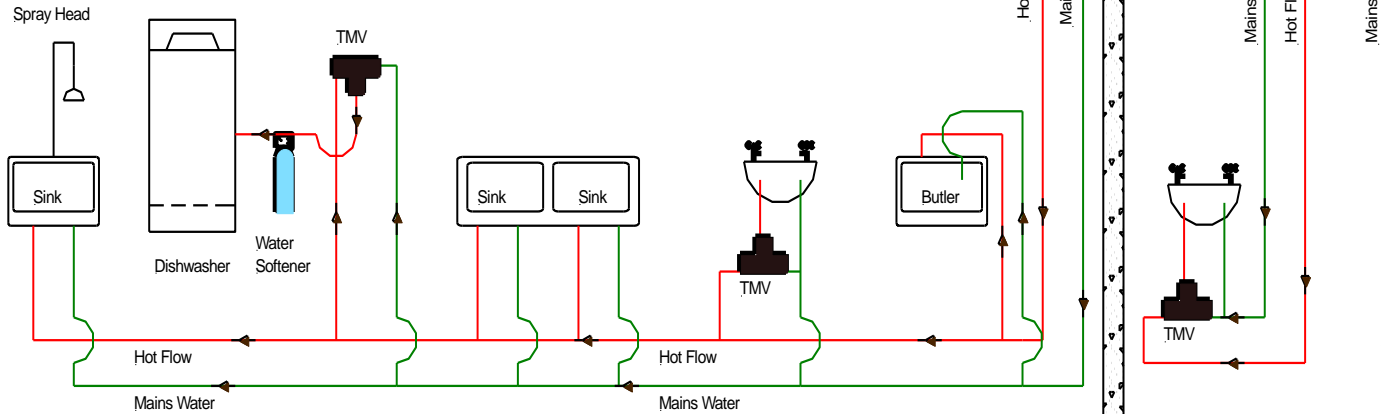 Spray Head
TMV
Sink
Dishwasher
Water
Softener
Sink
Sink
TMV
Butler
Hot Flow
Mains Water
Hot Flow
Mains Water
Mains
TMV
Mains